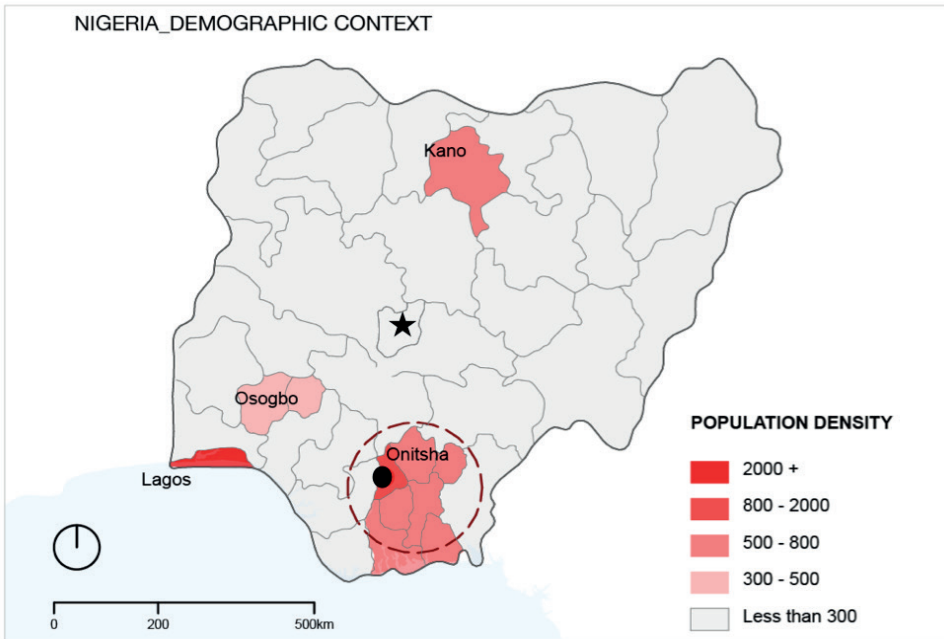 NIGERIA_DEMOGRAPHIC CONTEXT
Kano
Osogbo
Onitsha
Lagos
POPULATION DENSITY
2000 +
800 - 2000
500 - 800
300 - 500
Less than 300
0 200 500km